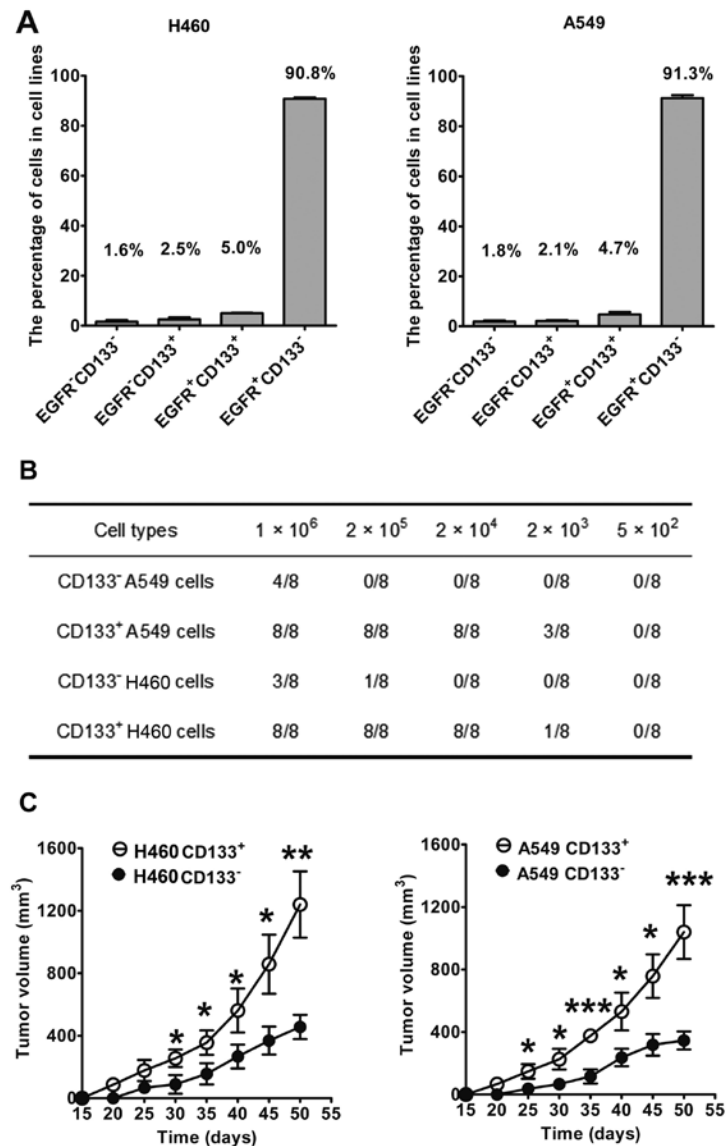 A
H460
A549
The percentage of cells in cell lines
100
80
60
40
20
0
1.6%
2.5%
5.0%
90.8%
EGFR⁻CD133⁻
EGFR⁻CD133⁺
EGFR⁺CD133⁺
EGFR⁺CD133⁻
The percentage of cells in cell lines
100
80
60
40
20
0
1.8%
2.1%
4.7%
91.3%
EGFR⁻CD133⁻
EGFR⁻CD133⁺
EGFR⁺CD133⁺
EGFR⁺CD133⁻
B
Cell types 1 × 10⁶ 2 × 10⁵ 2 × 10⁴ 2 × 10³ 5 × 10²
CD133⁻ A549 cells 4/8 0/8 0/8 0/8 0/8
CD133⁺ A549 cells 8/8 8/8 8/8 3/8 0/8
CD133⁻ H460 cells 3/8 1/8 0/8 0/8 0/8
CD133⁺ H460 cells 8/8 8/8 8/8 1/8 0/8
C
Tumor volume (mm³)
1600
1200
800
400
0
H460 CD133⁺
H460 CD133⁻
* * * * **
15 20 25 30 35 40 45 50 55
Time (days)
Tumor volume (mm³)
1600
1200
800
400
0
A549 CD133⁺
A549 CD133⁻
* * *** * * ***
15 20 25 30 35 40 45 50 55
Time (days)